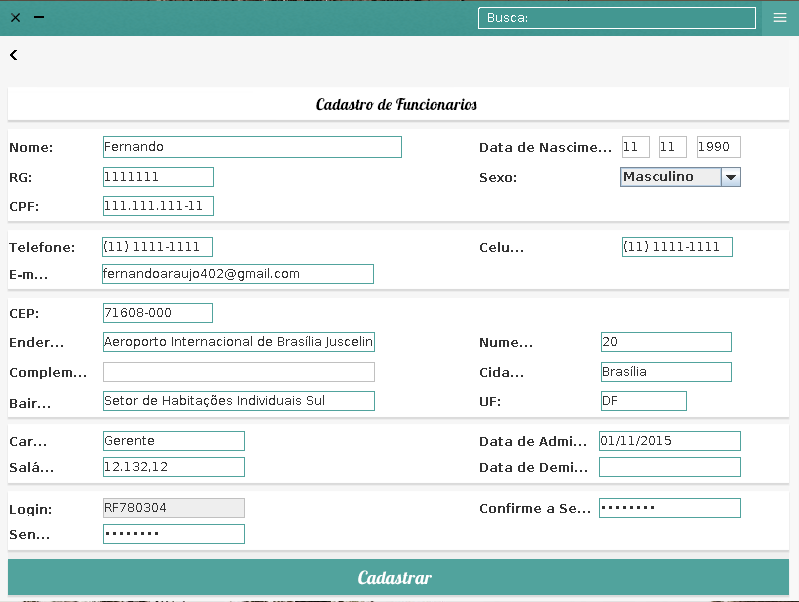 Busca:
Cadastro de Funcionarios
Nome: Fernando Data de Nascime... 11 11 1990
RG: 1111111 Sexo: Masculino
CPF: 111.111.111-11
Telefone: (11) 1111-1111 Celu... (11) 1111-1111
E-m... fernandoaraujo402@gmail.com
CEP: 71608-000
Ender... Aeroporto Internacional de Brasília Juscelin Nume... 20
Complem... Cida... Brasília
Bair... Setor de Habitações Individuais Sul UF: DF
Car... Gerente Data de Admi... 01/11/2015
Salá... 12.132,12 Data de Demi...
Login: RF780304 Confirme a Se... ••••••••
Sen... ••••••••
Cadastrar